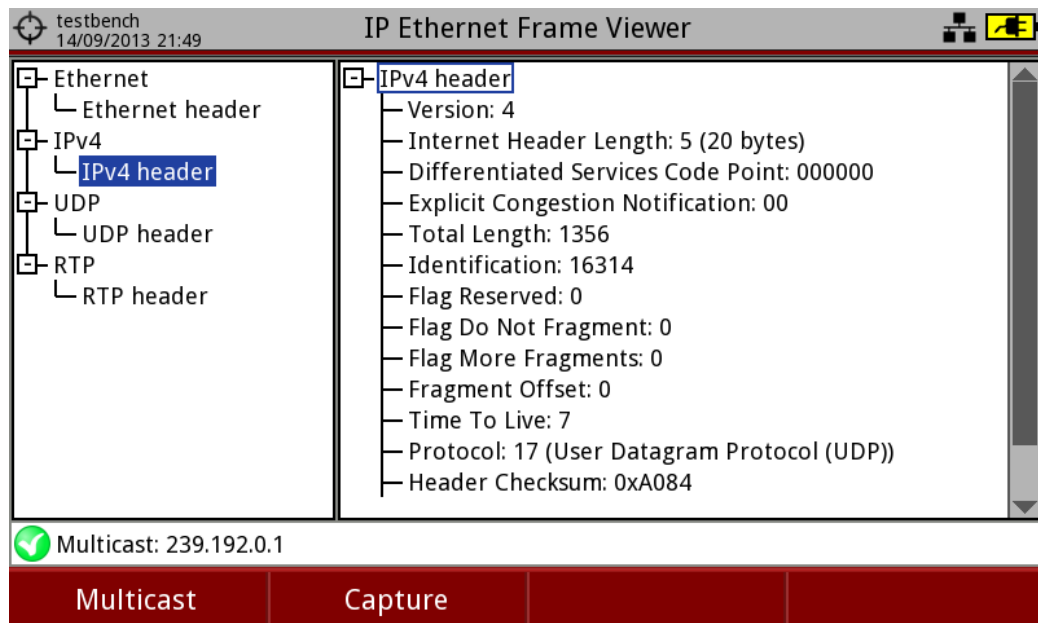 testbench
14/09/2013 21:49
IP Ethernet Frame Viewer
Ethernet
Ethernet header
IPv4
IPv4 header
UDP
UDP header
RTP
RTP header
IPv4 header
Version: 4
Internet Header Length: 5 (20 bytes)
Differentiated Services Code Point: 000000
Explicit Congestion Notification: 00
Total Length: 1356
Identification: 16314
Flag Reserved: 0
Flag Do Not Fragment: 0
Flag More Fragments: 0
Fragment Offset: 0
Time To Live: 7
Protocol: 17 (User Datagram Protocol (UDP))
Header Checksum: 0xA084
Multicast: 239.192.0.1
Multicast
Capture